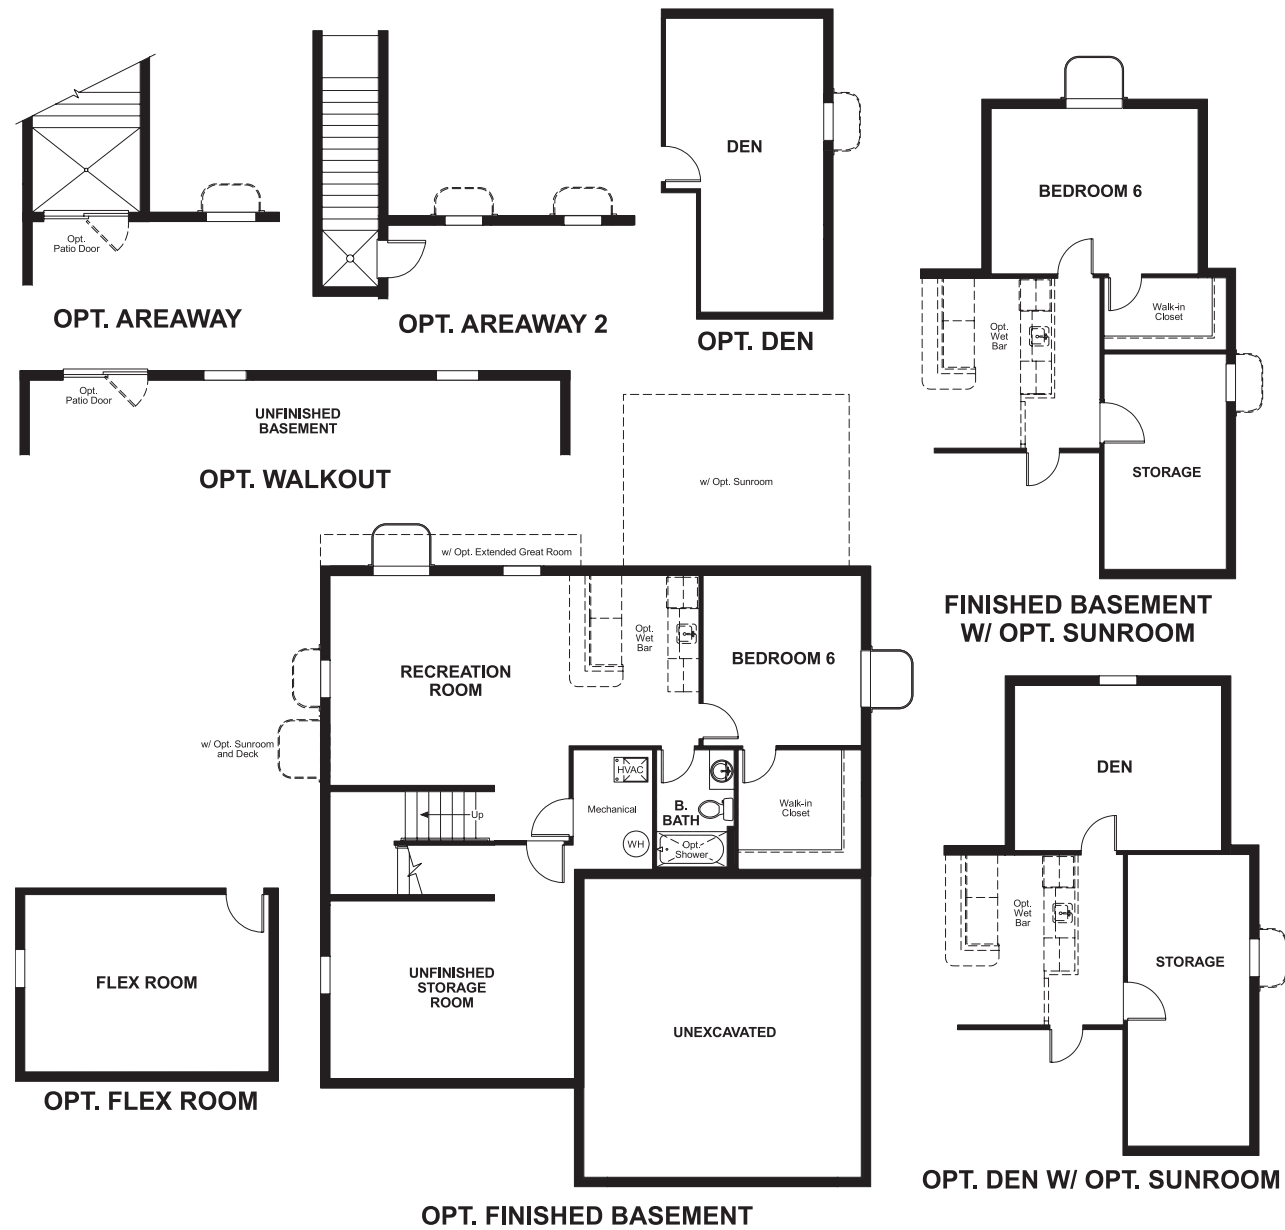 Opt.
Patio Door
OPT. AREAWAY
OPT. AREAWAY 2
DEN
OPT. DEN
BEDROOM 6
Walk-in
Closet
Opt.
Wet
Bar
STORAGE
FINISHED BASEMENT
W/ OPT. SUNROOM
Opt.
Patio Door
UNFINISHED
BASEMENT
OPT. WALKOUT
w/ Opt. Sunroom
w/ Opt. Extended Great Room
RECREATION
ROOM
Opt.
Wet
Bar
BEDROOM 6
w/ Opt. Sunroom
and Deck
HVAC
Mechanical
WH
Up
B.
BATH
Opt.
Shower
Walk-in
Closet
UNFINISHED
STORAGE
ROOM
UNEXCAVATED
OPT. FINISHED BASEMENT
FLEX ROOM
OPT. FLEX ROOM
DEN
Opt.
Wet
Bar
STORAGE
OPT. DEN W/ OPT. SUNROOM